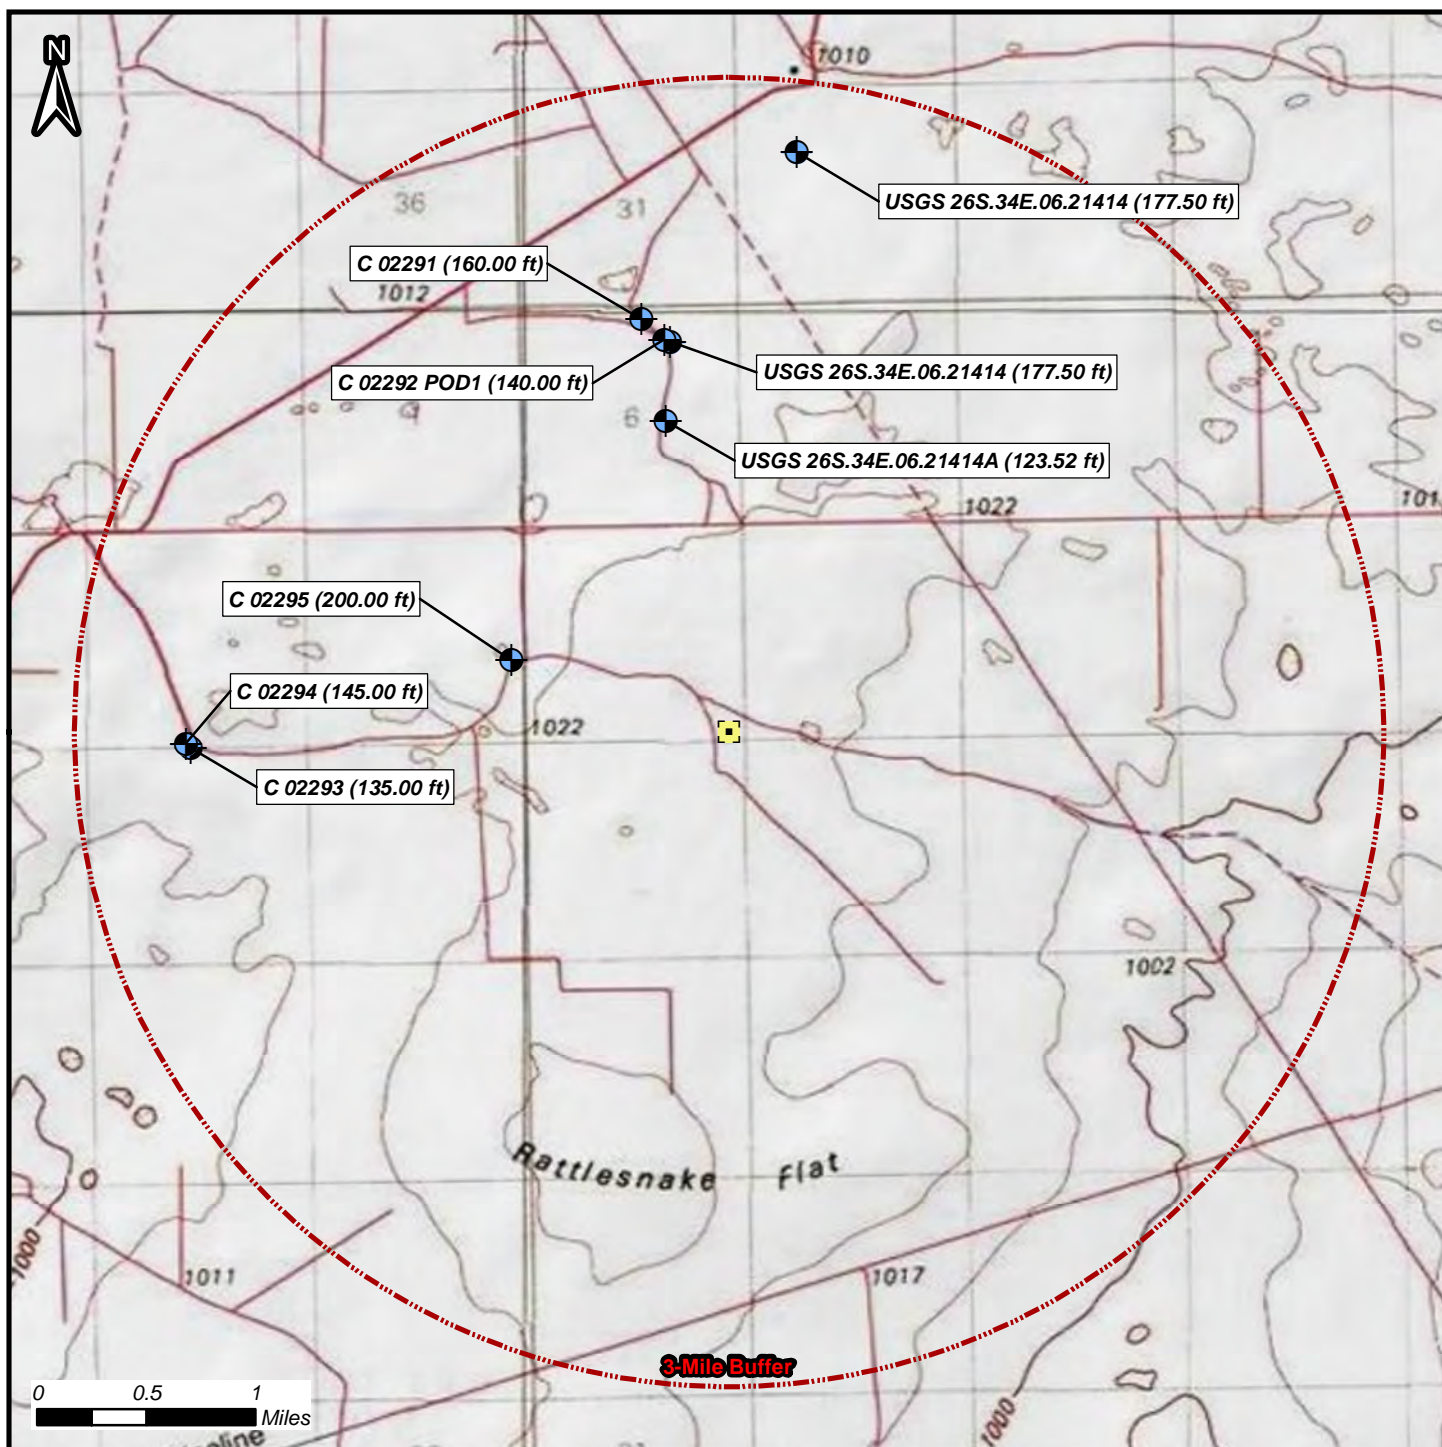 N
1010
USGS 26S.34E.06.21414 (177.50 ft)
36
31
C 02291 (160.00 ft)
1012
C 02292 POD1 (140.00 ft)
USGS 26S.34E.06.21414 (177.50 ft)
6
USGS 26S.34E.06.21414A (123.52 ft)
1022
C 02295 (200.00 ft)
C 02294 (145.00 ft)
1022
C 02293 (135.00 ft)
1002
Rattlesnake Flat
1000
1011
1017
3-Mile Buffer
0 0.5 1
Miles
1000